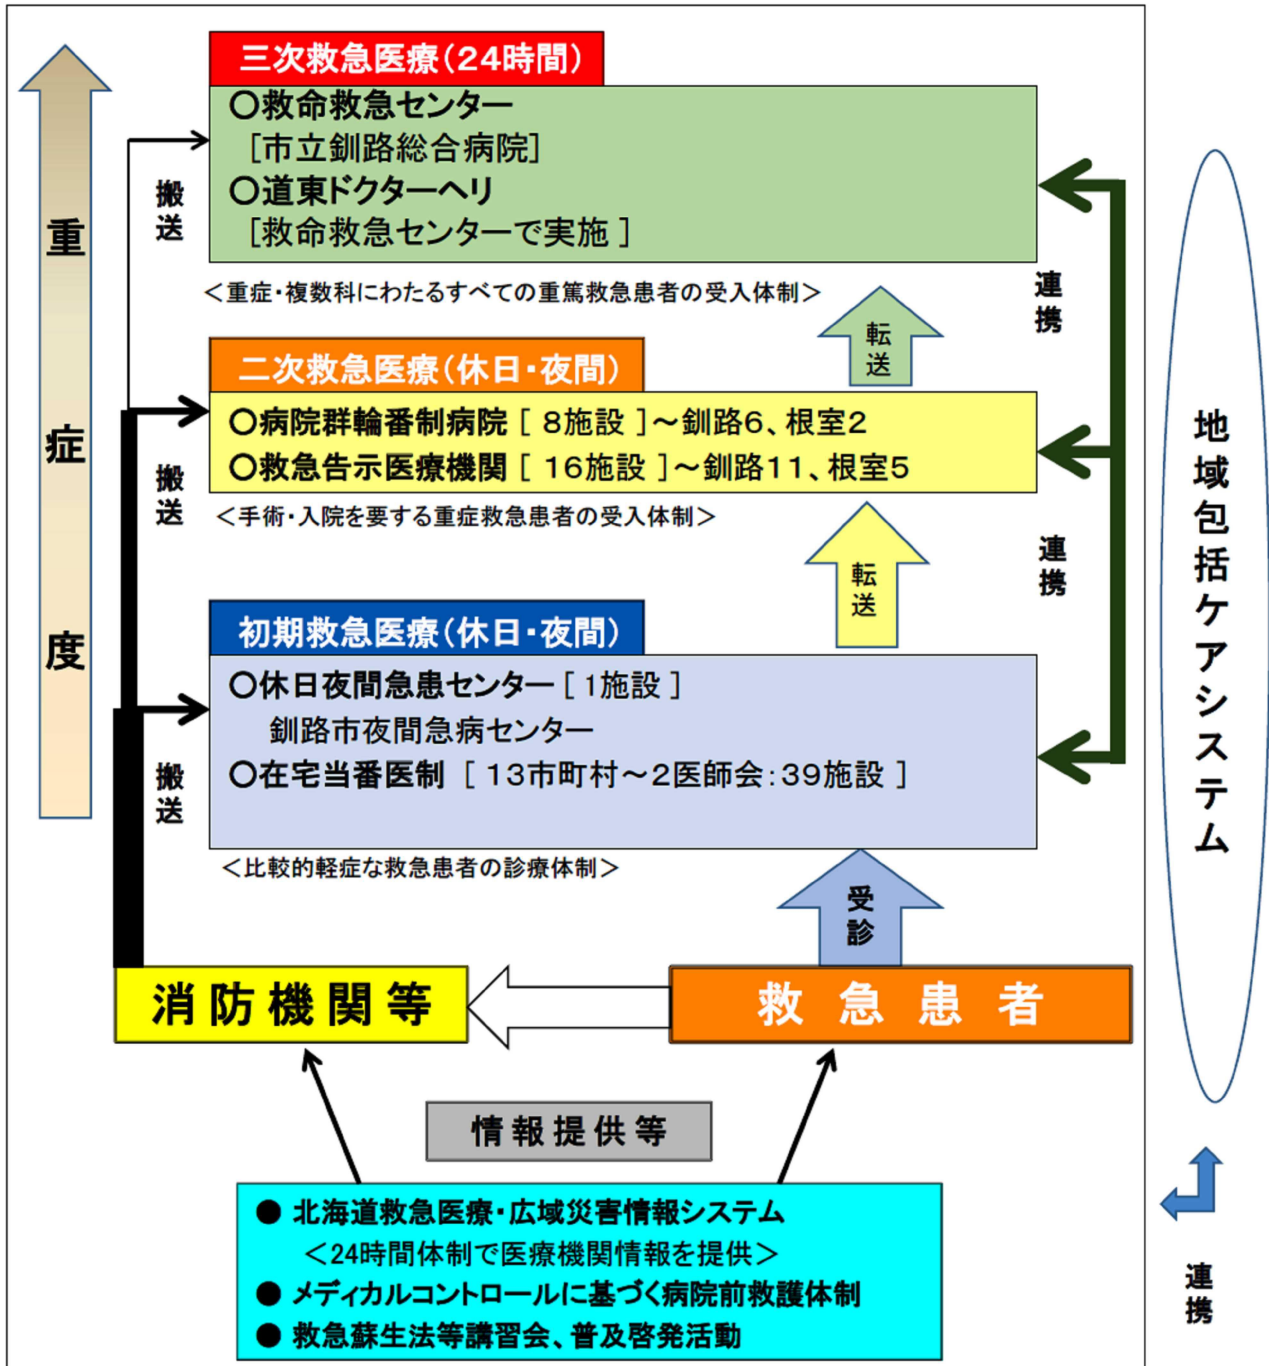 三次救急医療(24時間)
○救命救急センター
[市立釧路総合病院]
○道東ドクターヘリ
[救命救急センターで実施 ]
＜重症・複数科にわたるすべての重篤救急患者の受入体制＞
搬送
転送
連携
二次救急医療(休日・夜間)
○病院群輪番制病院 [ 8施設 ]～釧路6、根室2
○救急告示医療機関 [ 16施設 ]～釧路11、根室5
＜手術・入院を要する重症救急患者の受入体制＞
搬送
転送
連携
初期救急医療(休日・夜間)
○休日夜間急患センター [ 1施設 ]
釧路市夜間急病センター
○在宅当番医制 [ 13市町村～2医師会：39施設 ]
＜比較的軽症な救急患者の診療体制＞
搬送
受診
重症度
地域包括ケアシステム
消防機関等
救急患者
情報提供等
● 北海道救急医療・広域災害情報システム
＜24時間体制で医療機関情報を提供＞
● メディカルコントロールに基づく病院前救護体制
● 救急蘇生法等講習会、普及啓発活動
連携